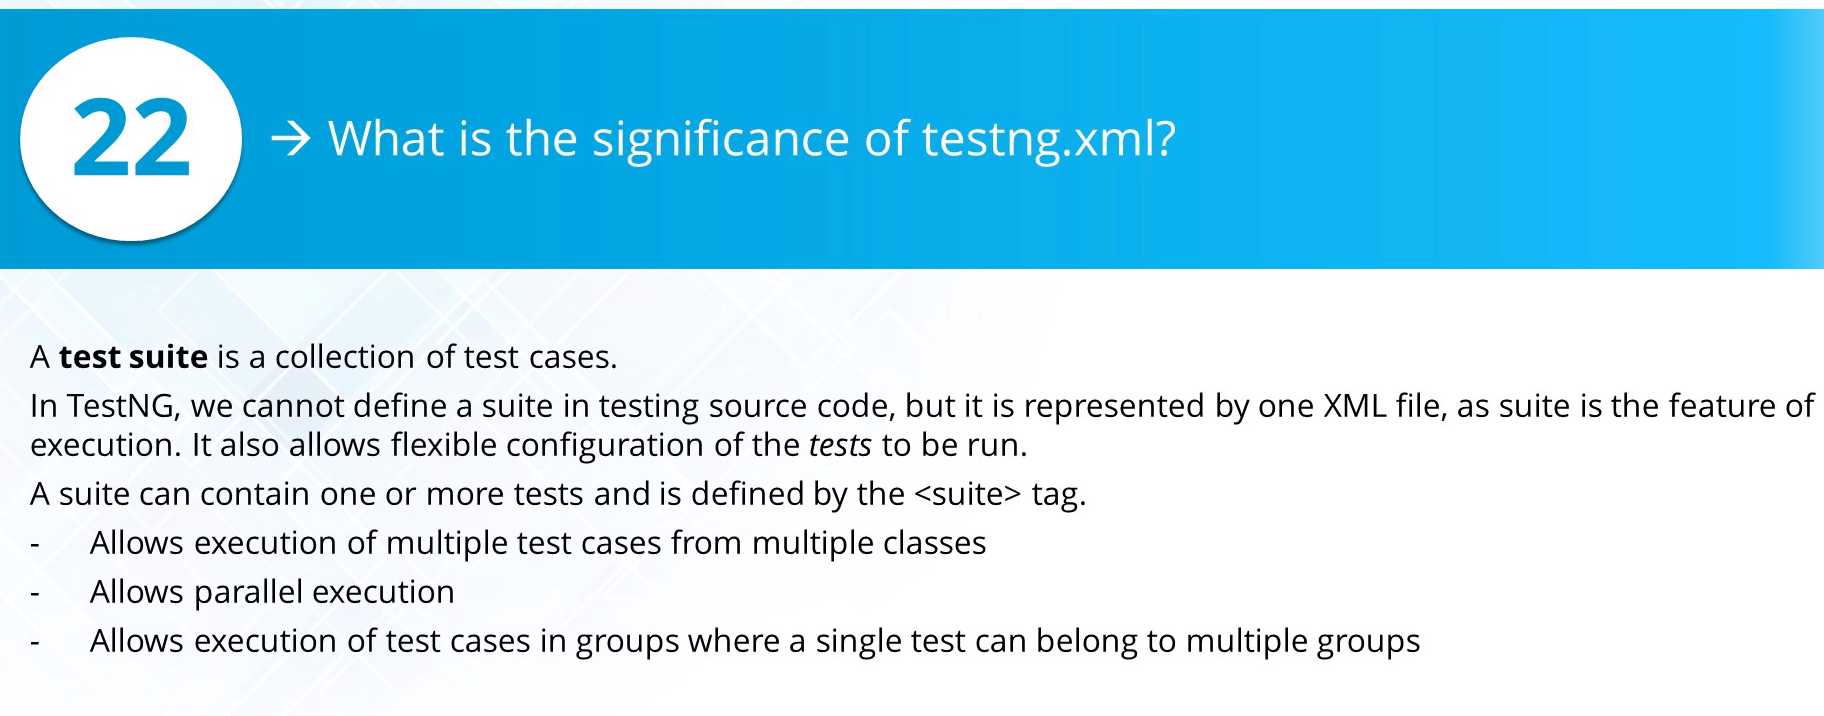 22
→ What is the significance of testng.xml?
A test suite is a collection of test cases.
In TestNG, we cannot define a suite in testing source code, but it is represented by one XML file, as suite is the feature of
execution. It also allows flexible configuration of the tests to be run.
A suite can contain one or more tests and is defined by the <suite> tag.
- Allows execution of multiple test cases from multiple classes
- Allows parallel execution
- Allows execution of test cases in groups where a single test can belong to multiple groups